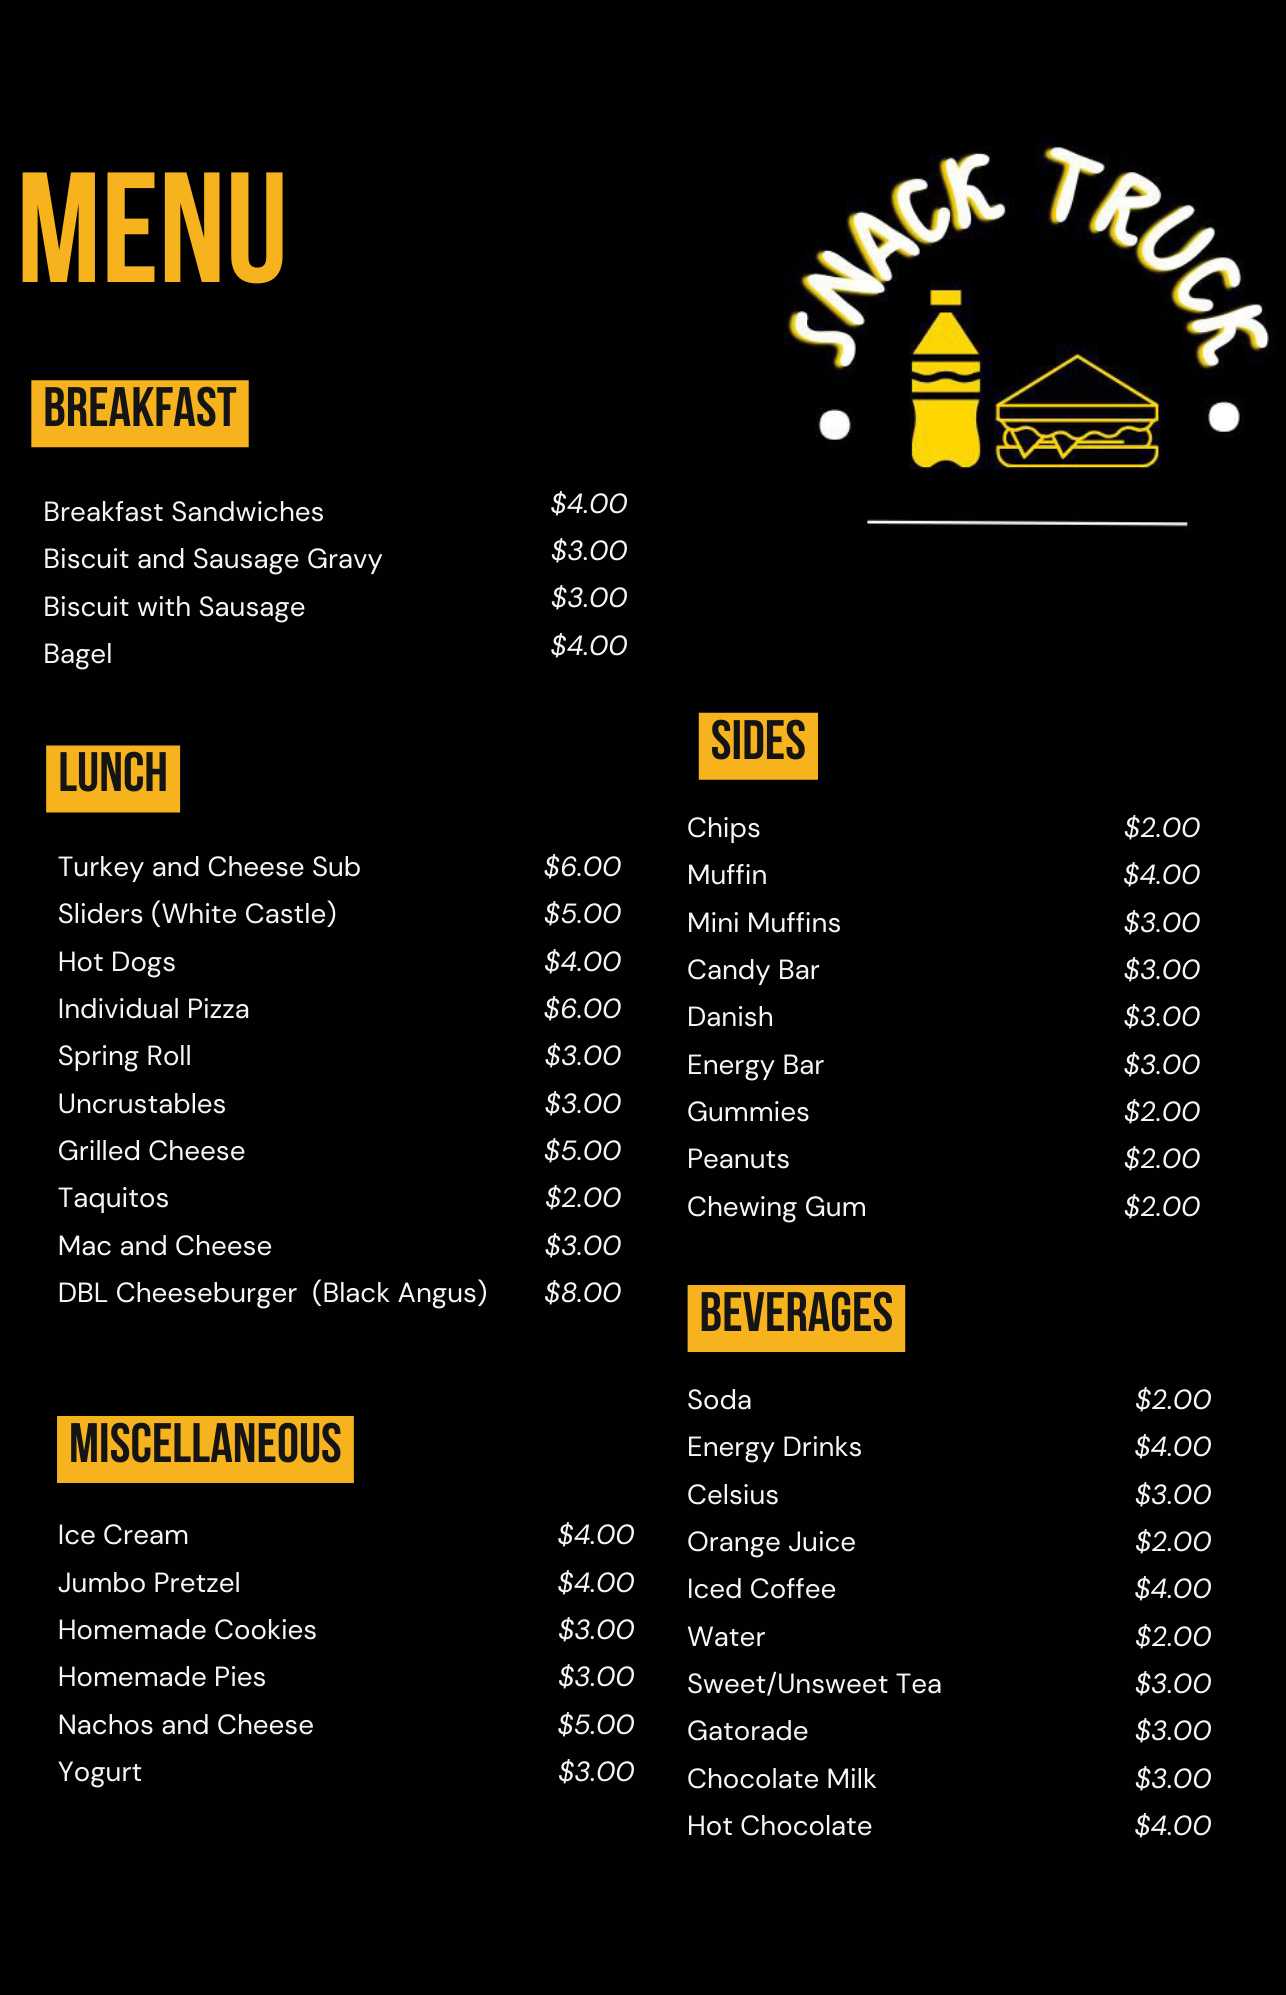 MENU
SNACK TRUCK
BREAKFAST
Breakfast Sandwiches $4.00
Biscuit and Sausage Gravy $3.00
Biscuit with Sausage $3.00
Bagel $4.00
LUNCH
Turkey and Cheese Sub $6.00
Sliders (White Castle) $5.00
Hot Dogs $4.00
Individual Pizza $6.00
Spring Roll $3.00
Uncrustables $3.00
Grilled Cheese $5.00
Taquitos $2.00
Mac and Cheese $3.00
DBL Cheeseburger (Black Angus) $8.00
MISCELLANEOUS
Ice Cream $4.00
Jumbo Pretzel $4.00
Homemade Cookies $3.00
Homemade Pies $3.00
Nachos and Cheese $5.00
Yogurt $3.00
SIDES
Chips $2.00
Muffin $4.00
Mini Muffins $3.00
Candy Bar $3.00
Danish $3.00
Energy Bar $3.00
Gummies $2.00
Peanuts $2.00
Chewing Gum $2.00
BEVERAGES
Soda $2.00
Energy Drinks $4.00
Celsius $3.00
Orange Juice $2.00
Iced Coffee $4.00
Water $2.00
Sweet/Unsweet Tea $3.00
Gatorade $3.00
Chocolate Milk $3.00
Hot Chocolate $4.00